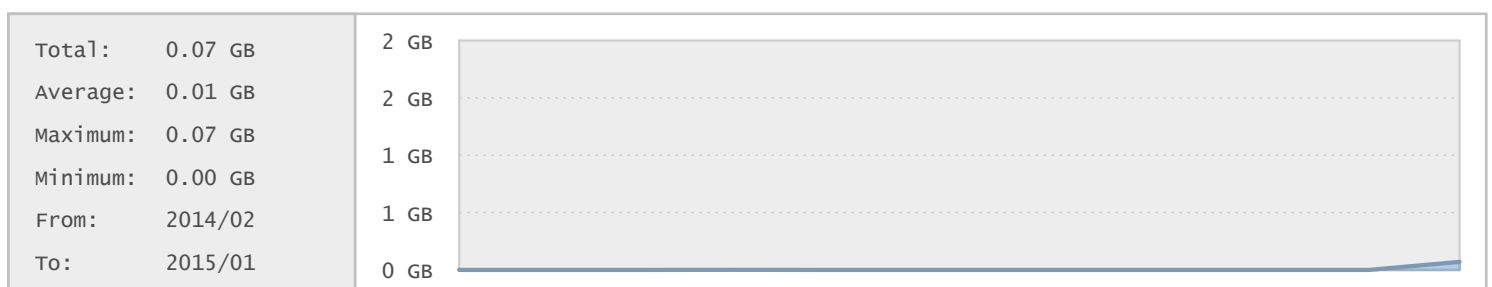 Total: 0.07 GB
Average: 0.01 GB
Maximum: 0.07 GB
Minimum: 0.00 GB
From: 2014/02
To: 2015/01
2 GB
2 GB
1 GB
1 GB
0 GB